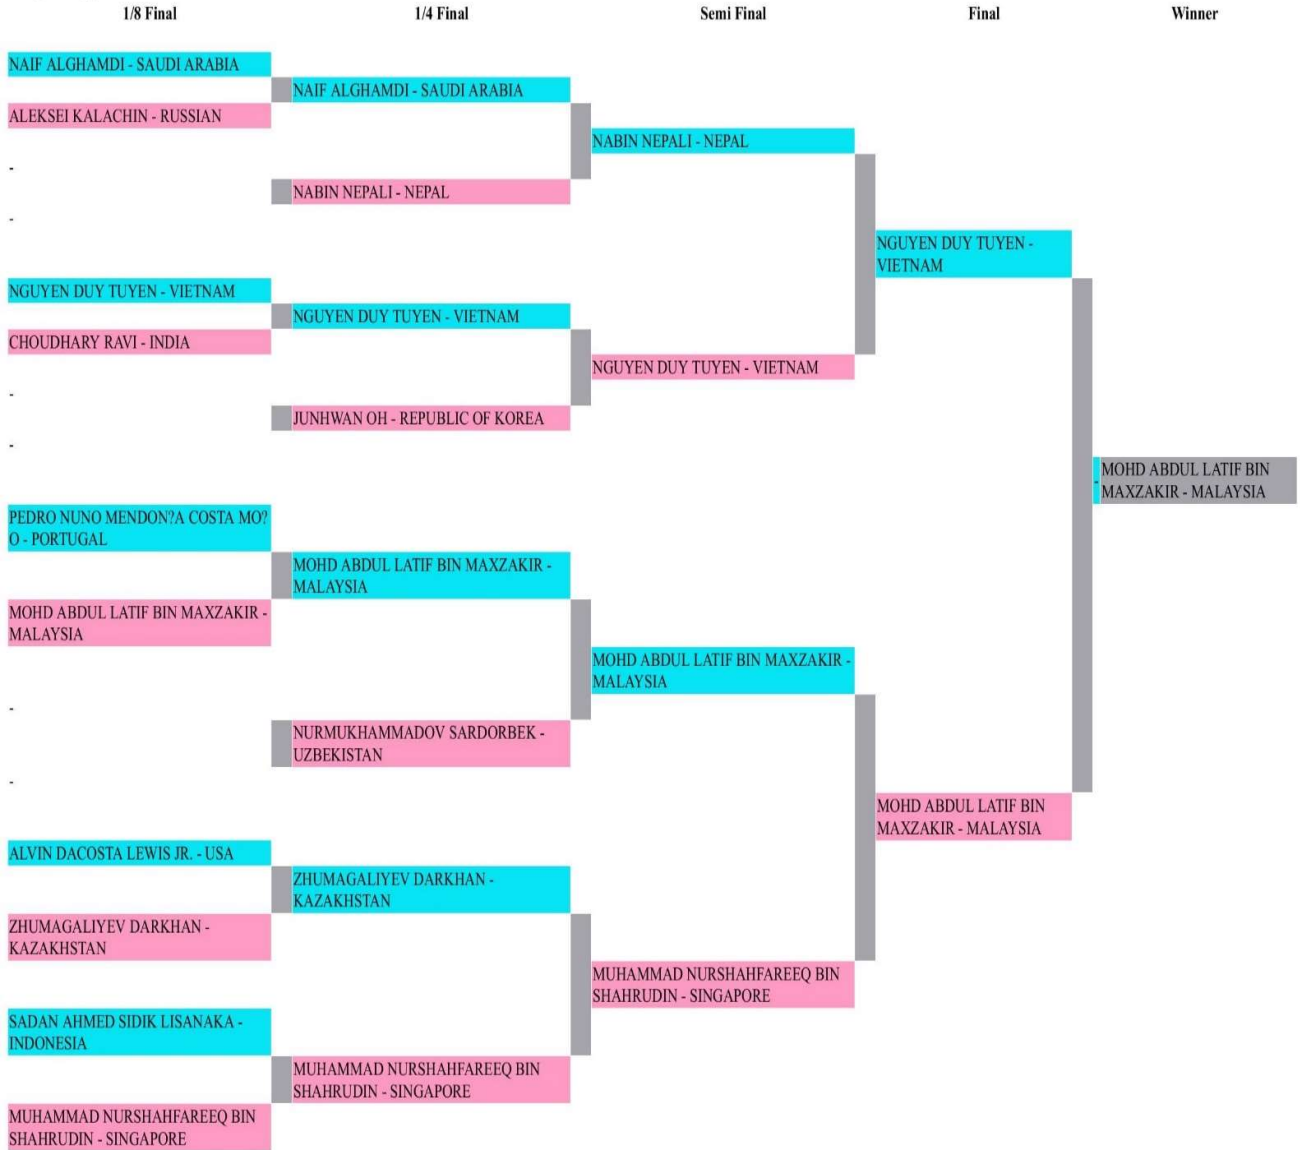 1/8 Final
1/4 Final
Semi Final
Final
Winner
NAIF ALGHAMDI - SAUDI ARABIA
ALEKSEI KALACHIN - RUSSIAN
-
-
NGUYEN DUY TUYEN - VIETNAM
CHOUDHARY RAVI - INDIA
-
-
PEDRO NUNO MENDON?A COSTA MO?
O - PORTUGAL
MOHD ABDUL LATIF BIN MAXZAKIR -
MALAYSIA
-
-
ALVIN DACOSTA LEWIS JR. - USA
ZHUMAGALIYEV DARKHAN -
KAZAKHSTAN
SADAN AHMED SIDIK LISANAKA -
INDONESIA
MUHAMMAD NURSHAHFAREEQ BIN
SHAHRUDIN - SINGAPORE
NAIF ALGHAMDI - SAUDI ARABIA
NABIN NEPALI - NEPAL
NGUYEN DUY TUYEN - VIETNAM
JUNHWAN OH - REPUBLIC OF KOREA
MOHD ABDUL LATIF BIN MAXZAKIR -
MALAYSIA
NURMUKHAMMADOV SARDORBEK -
UZBEKISTAN
ZHUMAGALIYEV DARKHAN -
KAZAKHSTAN
MUHAMMAD NURSHAHFAREEQ BIN
SHAHRUDIN - SINGAPORE
NABIN NEPALI - NEPAL
NGUYEN DUY TUYEN - VIETNAM
MOHD ABDUL LATIF BIN MAXZAKIR -
MALAYSIA
MUHAMMAD NURSHAHFAREEQ BIN
SHAHRUDIN - SINGAPORE
NGUYEN DUY TUYEN -
VIETNAM
MOHD ABDUL LATIF BIN
MAXZAKIR - MALAYSIA
-
MOHD ABDUL LATIF BIN
MAXZAKIR - MALAYSIA